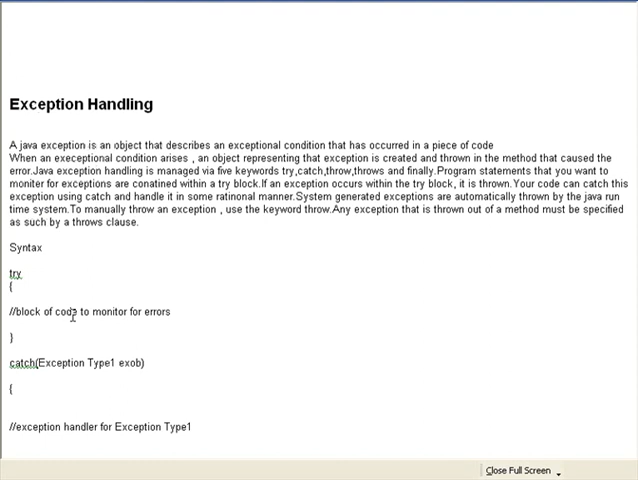 Exception Handling
A java exception is an object that describes an exceptional condition that has occurred in a piece of code
When an execeptional condition arises , an object representing that exception is created and thrown in the method that caused the
error.Java exception handling is managed via five keywords try,catch,throw,throws and finally.Program statements that you want to
moniter for exceptions are conatined within a try block.If an exception occurs within the try block, it is thrown.Your code can catch this
exception using catch and handle it in some ratinonal manner.System generated exceptions are automatically thrown by the java run
time system.To manually throw an exception , use the keyword throw.Any exception that is thrown out of a method must be specified
as such by a throws clause.
Syntax
try
{
//block of code to monitor for errors
}
catch(Exception Type1 exob)
{
//exception handler for Exception Type1
Close Full Screen